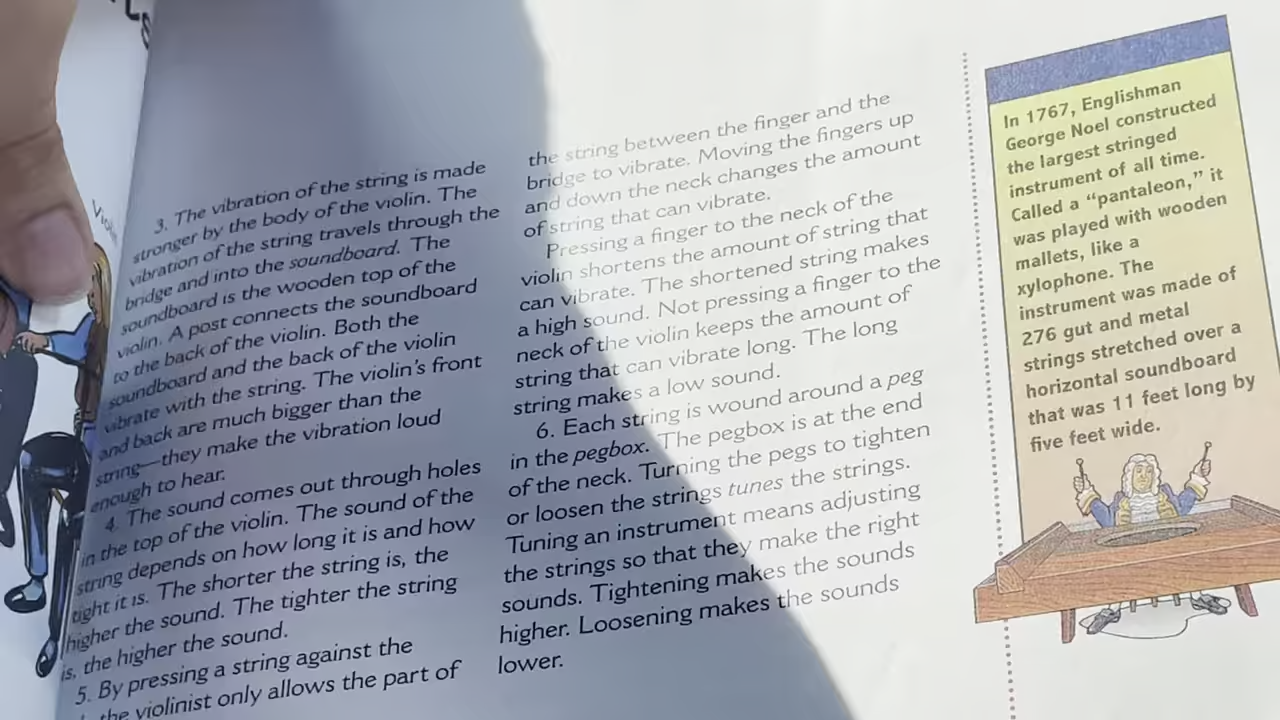 Violin
3. The vibration of the string is made
stronger by the body of the violin. The
vibration of the string travels through the
bridge and into the soundboard. The
soundboard is the wooden top of the
violin. A post connects the soundboard
to the back of the violin. Both the
soundboard and the back of the violin
vibrate with the string. The violin's front
and back are much bigger than the
string—they make the vibration loud
enough to hear.
4. The sound comes out through holes
in the top of the violin. The sound of the
string depends on how long it is and how
tight it is. The shorter the string is, the
higher the sound. The tighter the string
is, the higher the sound.
5. By pressing a string against the
the violinist only allows the part of
the string between the finger and the
bridge to vibrate. Moving the fingers up
and down the neck changes the amount
of string that can vibrate.
Pressing a finger to the neck of the
violin shortens the amount of string that
can vibrate. The shortened string makes
a high sound. Not pressing a finger to the
neck of the violin keeps the amount of
string that can vibrate long. The long
string makes a low sound.
6. Each string is wound around a peg
in the pegbox. The pegbox is at the end
of the neck. Turning the pegs to tighten
or loosen the strings tunes the strings.
Tuning an instrument means adjusting
the strings so that they make the right
sounds. Tightening makes the sounds
higher. Loosening makes the sounds
lower.
In 1767, Englishman
George Noel constructed
the largest stringed
instrument of all time.
Called a “pantaleon,” it
was played with wooden
mallets, like a
xylophone. The
instrument was made of
276 gut and metal
strings stretched over a
horizontal soundboard
that was 11 feet long by
five feet wide.